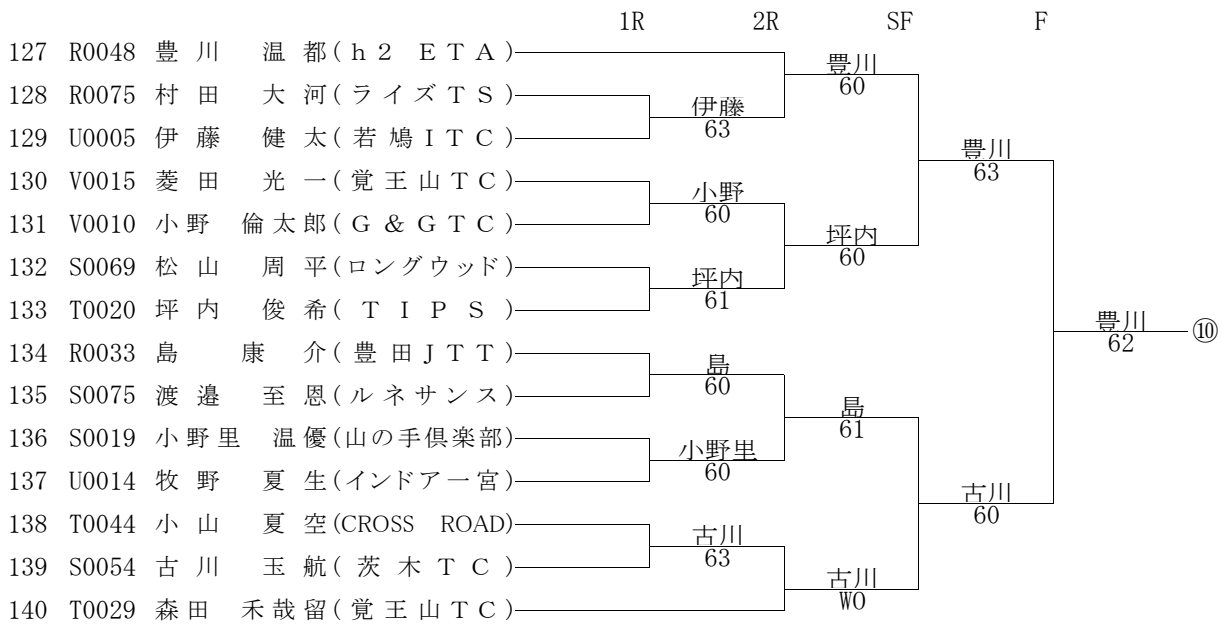 1R 2R SF F
127 R0048 豊川 温都(h2 ETA)
豊川
60
128 R0075 村田 大河(ライズTS)
伊藤
63
129 U0005 伊藤 健太(若鳩ITC)
豊川
63
130 V0015 菱田 光一(覚王山TC)
小野
60
131 V0010 小野 倫太郎(G&GTC)
坪内
60
132 S0069 松山 周平(ロングウッド)
坪内
61
133 T0020 坪内 俊希(TIPS)
豊川 ⑩
62
134 R0033 島 康介(豊田JTT)
島
60
135 S0075 渡邉 至恩(ルネサンス)
島
61
136 S0019 小野里 温優(山の手倶楽部)
小野里
60
137 U0014 牧野 夏生(インドアー宮)
古川
60
138 T0044 小山 夏空(CROSS ROAD)
古川
63
139 S0054 古川 玉航(茨木TC)
古川
WO
140 T0029 森田 禾哉留(覚王山TC)